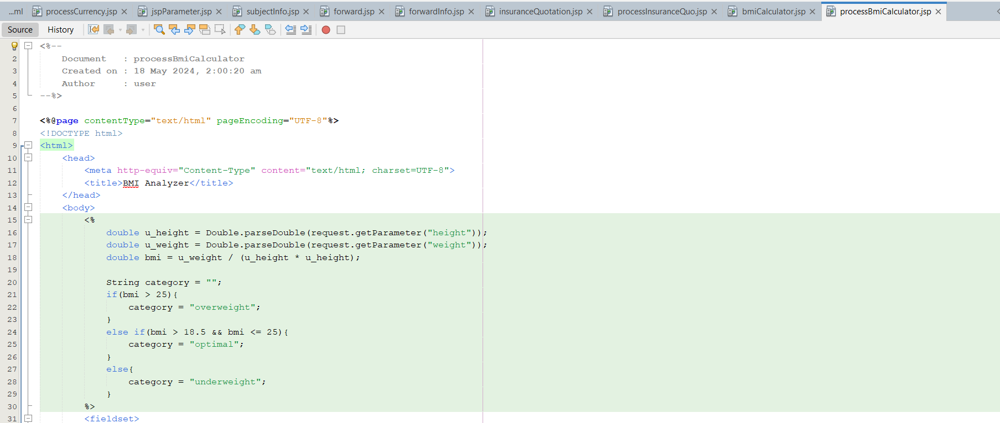 ...ml processCurrency.jsp jspParameter.jsp subjectInfo.jsp forward.jsp forwardInfo.jsp insuranceQuotation.jsp processInsuranceQuo.jsp bmiCalculator.jsp processBmiCalculator.jsp
Source History
<%--
2 Document   : processBmiCalculator
3 Created on : 18 May 2024, 2:00:20 am
4 Author     : user
5 --%>
6
7 <%@page contentType="text/html" pageEncoding="UTF-8"%>
8 <!DOCTYPE html>
9 <html>
10 <head>
11 <meta http-equiv="Content-Type" content="text/html; charset=UTF-8">
12 <title>BMI Analyzer</title>
13 </head>
14 <body>
15 <%
16 double u_height = Double.parseDouble(request.getParameter("height"));
17 double u_weight = Double.parseDouble(request.getParameter("weight"));
18 double bmi = u_weight / (u_height * u_height);
19
20 String category = "";
21 if(bmi > 25){
22 category = "overweight";
23 }
24 else if(bmi > 18.5 && bmi <= 25){
25 category = "optimal";
26 }
27 else{
28 category = "underweight";
29 }
30 %>
31 <fieldset>